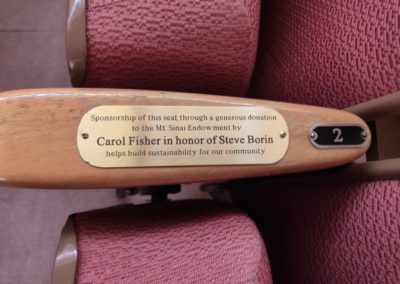 Sponsorship of this seat through a generous donation
to the Mt. Sinai Endowment by
Carol Fisher in honor of Steve Borin
helps build sustainability for our community
2